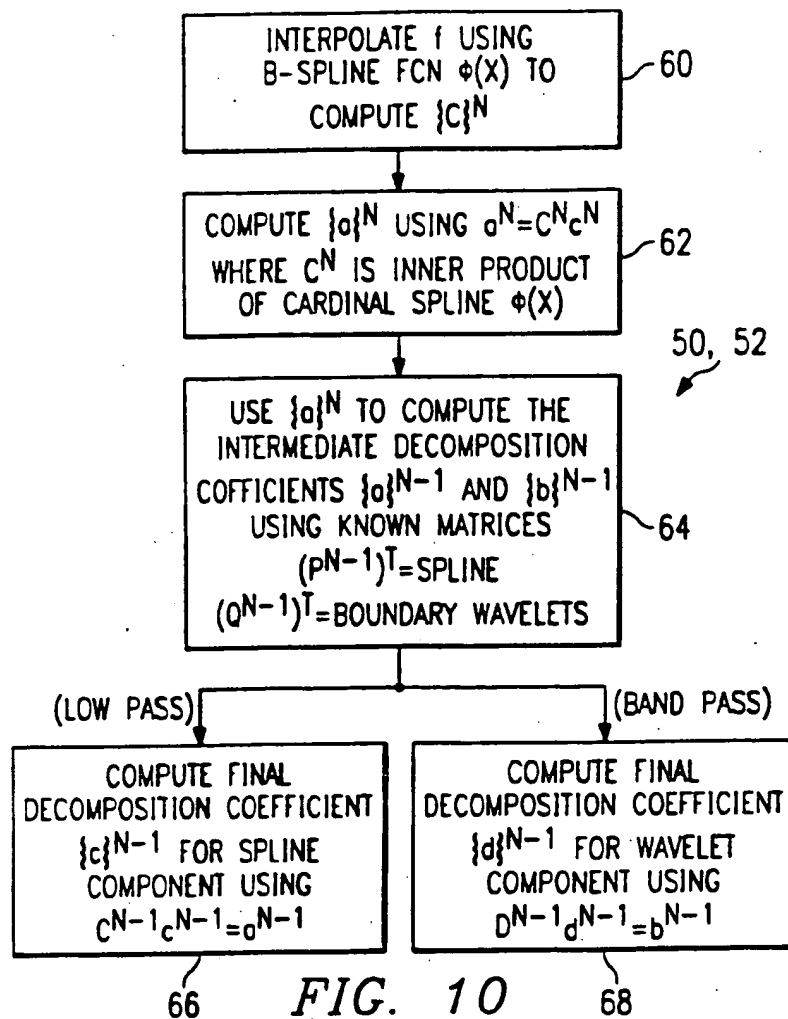 INTERPOLATE f USING
B-SPLINE FCN Φ(X) TO
COMPUTE {C}^N
60
COMPUTE {a}^N USING a^N=C^Nc^N
WHERE C^N IS INNER PRODUCT
OF CARDINAL SPLINE Φ(X)
62
50, 52
USE {a}^N TO COMPUTE THE
INTERMEDIATE DECOMPOSITION
COFFICIENTS {a}^N-1 AND {b}^N-1
USING KNOWN MATRICES
(P^N-1)^T=SPLINE
(Q^N-1)^T=BOUNDARY WAVELETS
64
(LOW PASS)
(BAND PASS)
COMPUTE FINAL
DECOMPOSITION COEFFICIENT
{c}^N-1 FOR SPLINE
COMPONENT USING
C^N-1c^N-1=a^N-1
66
COMPUTE FINAL
DECOMPOSITION COEFFICIENT
{d}^N-1 FOR WAVELET
COMPONENT USING
D^N-1d^N-1=b^N-1
68
FIG. 10